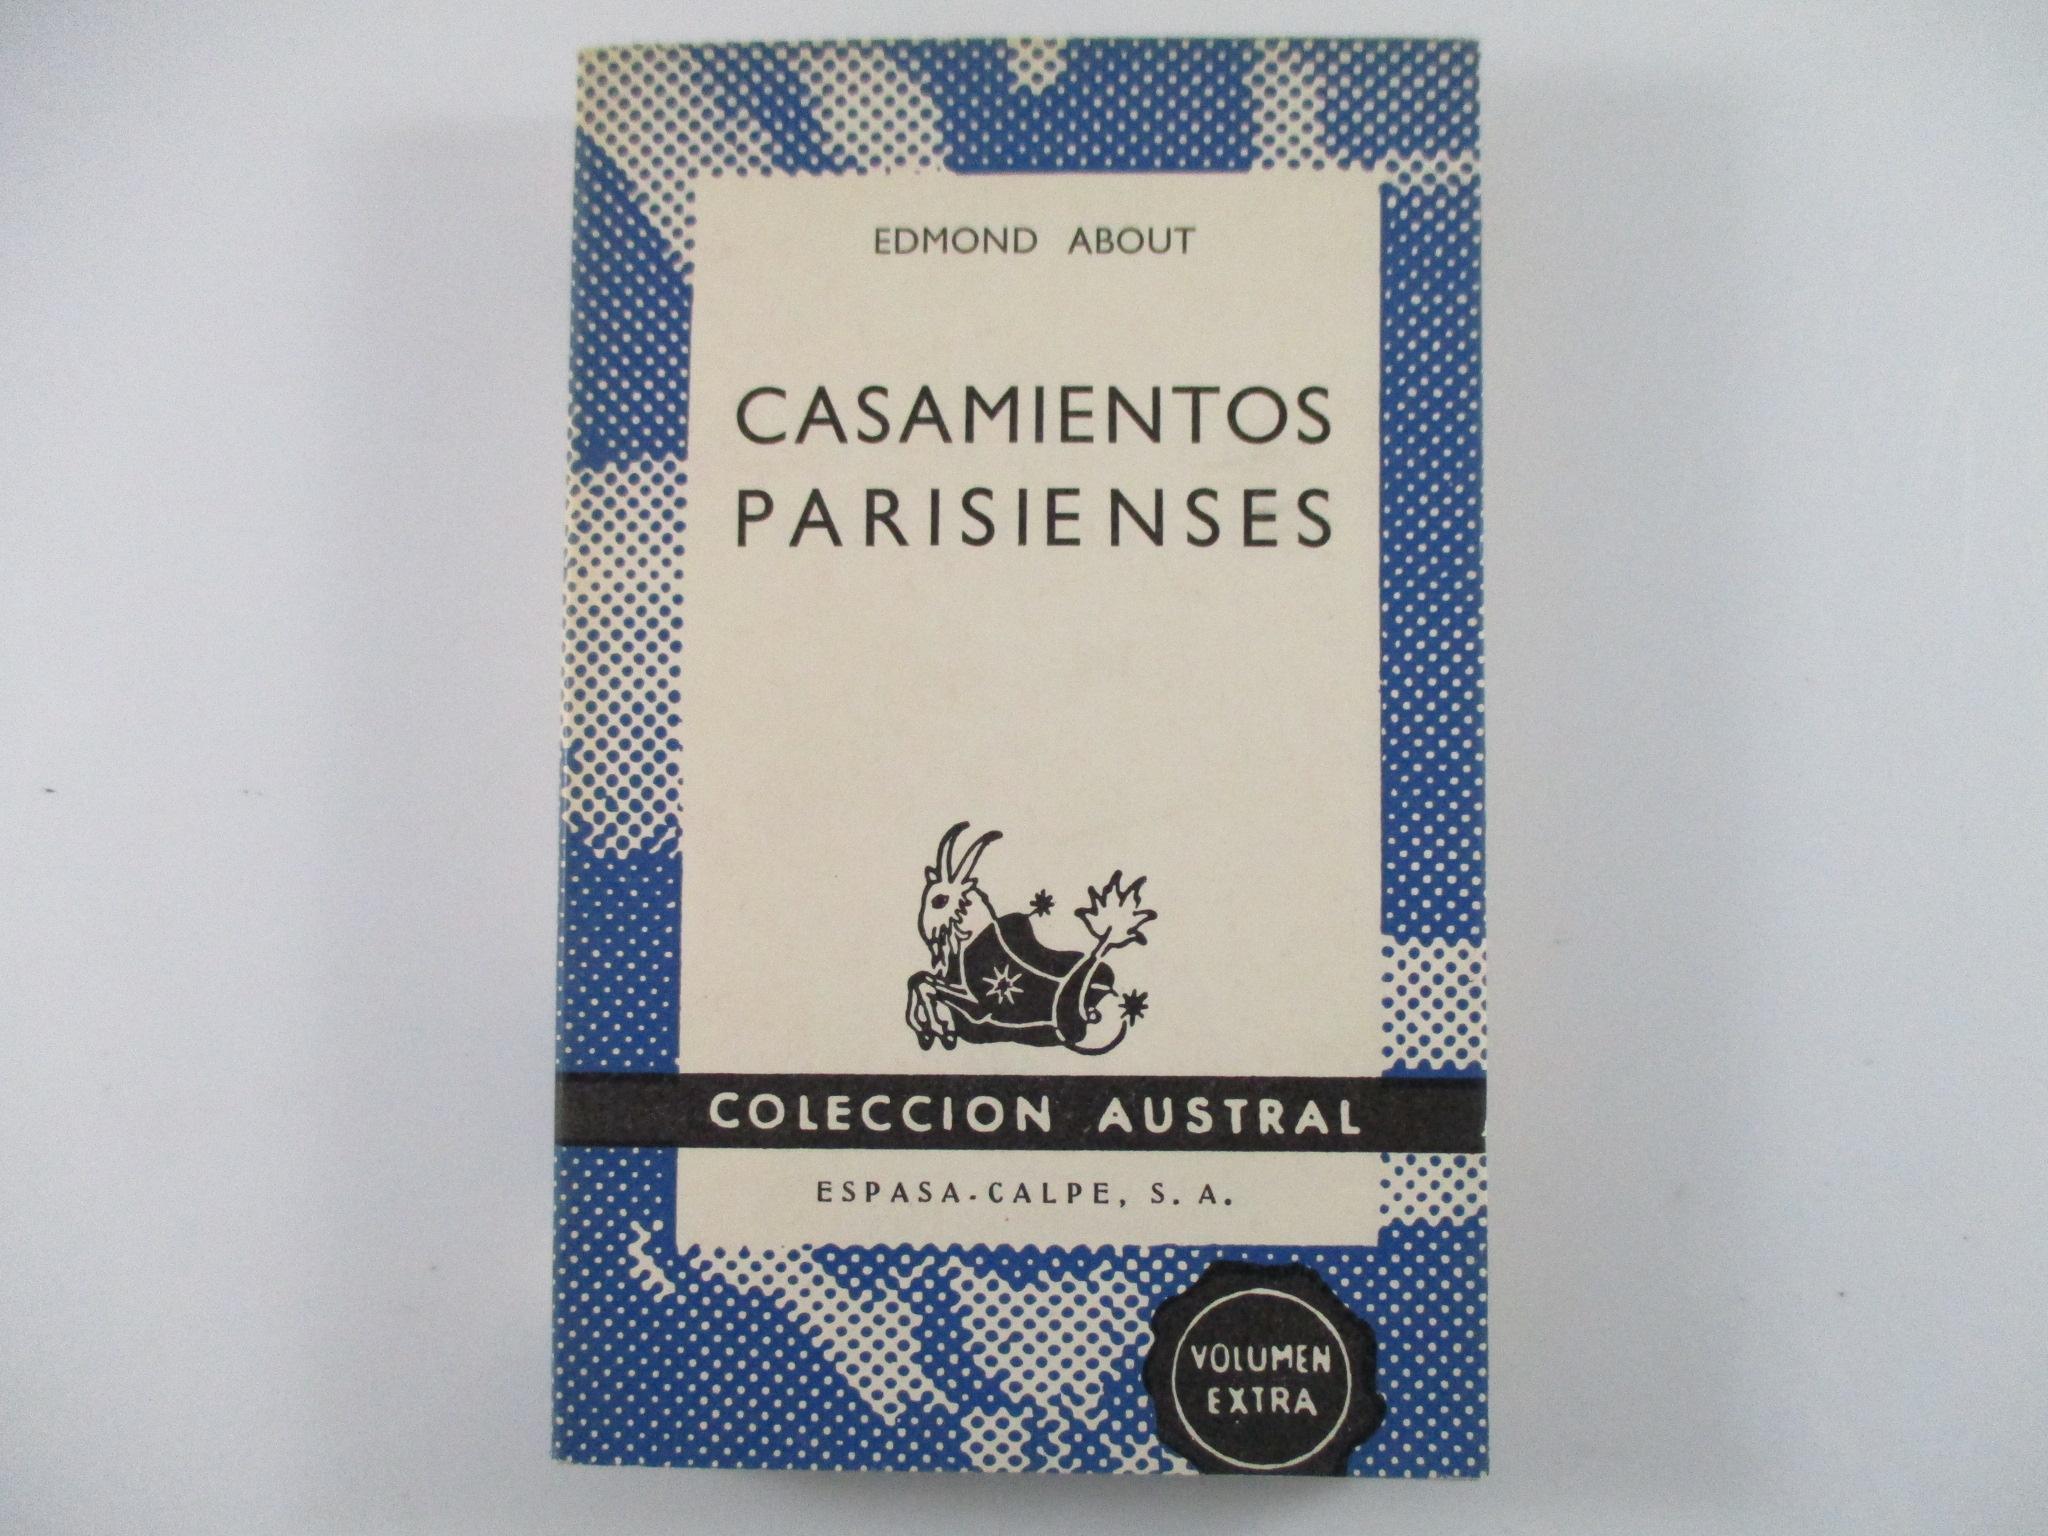 EDMOND ABOUT
CASAMIENTOS
PARISIENSES
COLECCION AUSTRAL
ESPASA-CALPE, S. A.
VOLUMEN
EXTRA